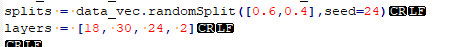 splits = data_vec.randomSplit([0.6,0.4],seed=24)CRLF
layers = [18, 30, 24, 2]CRLF
CRLF